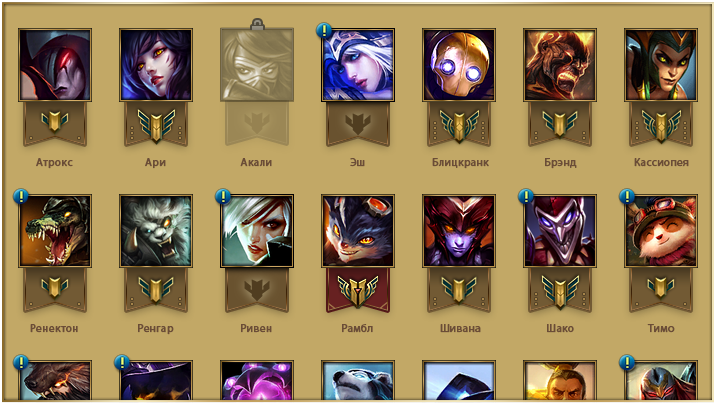 Атрокс
Ари
Акали
Эш
Блицкранк
Брэнд
Кассиопея
Ренектон
Ренгар
Ривен
Рамбл
Шивана
Шако
Тимо